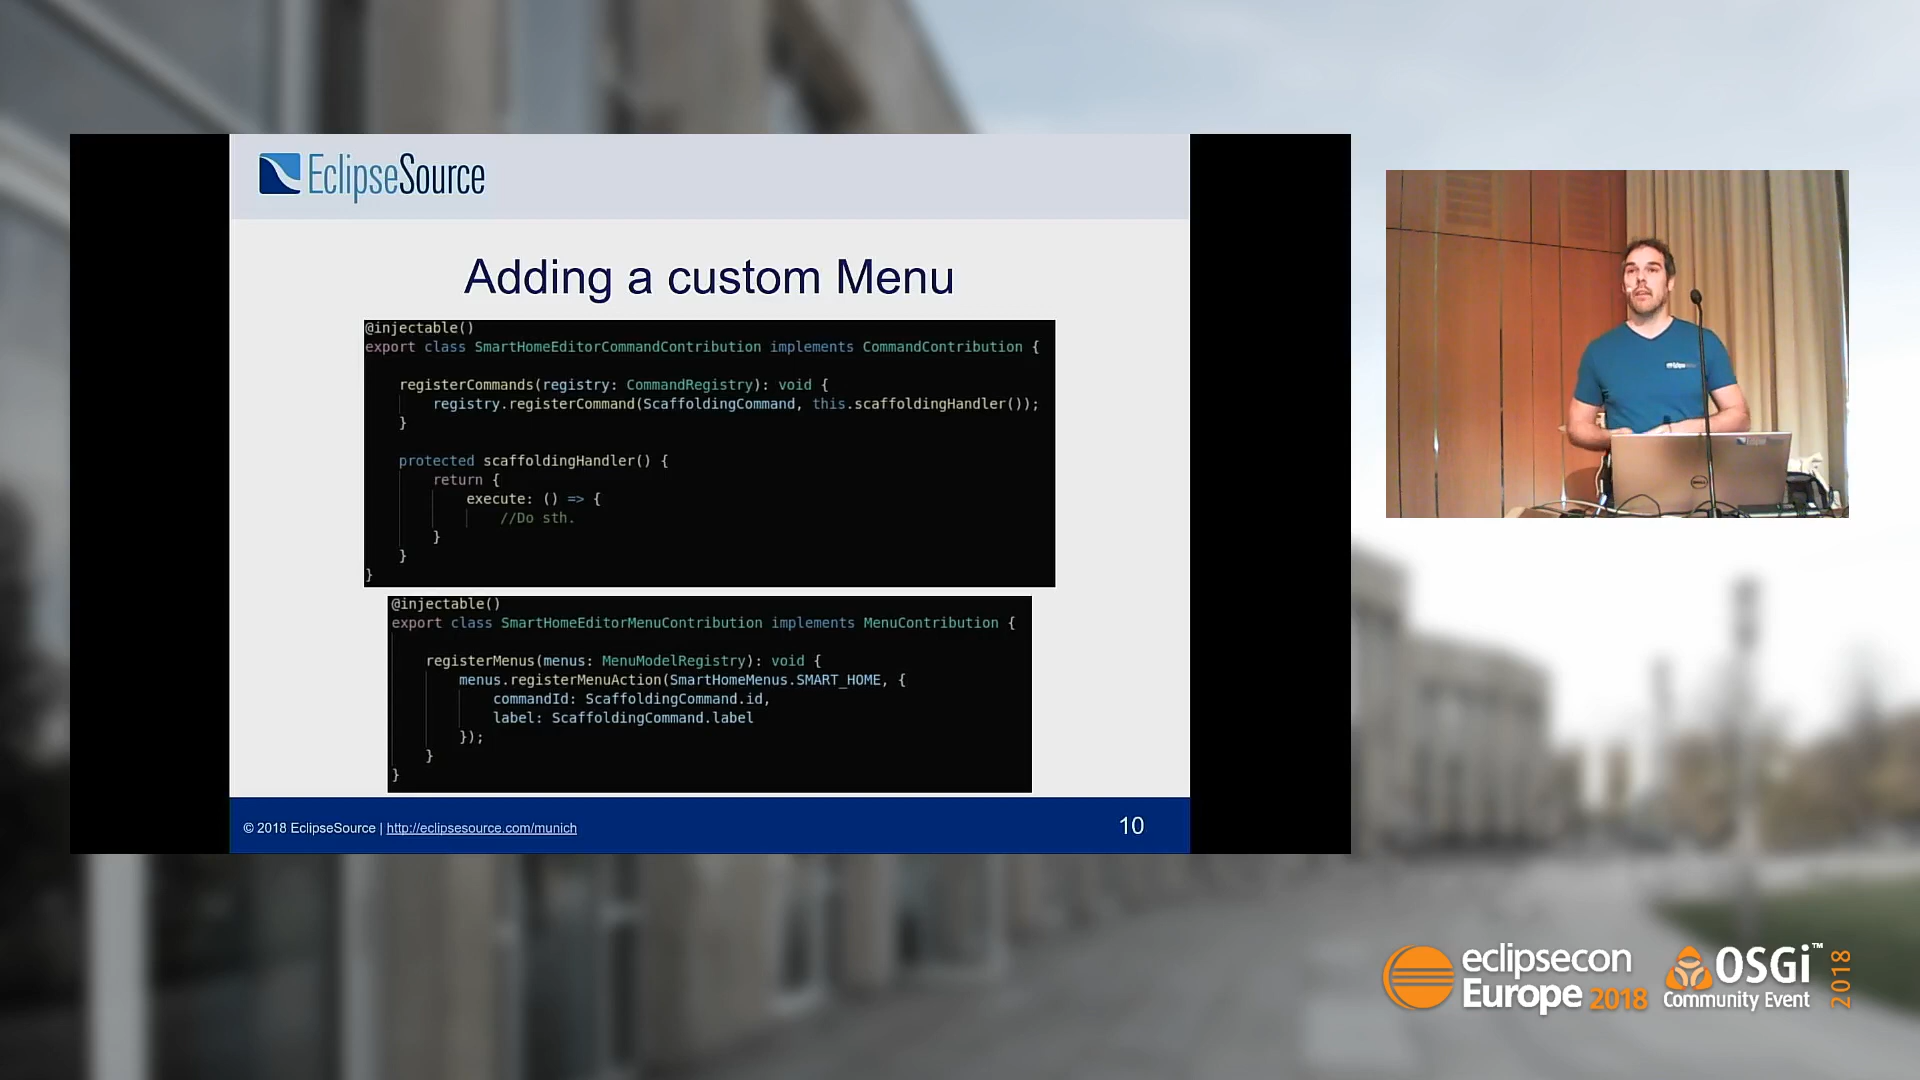 EclipseSource
Adding a custom Menu
@injectable()
export class SmartHomeEditorCommandContribution implements CommandContribution {
registerCommands(registry: CommandRegistry): void {
registry.registerCommand(ScaffoldingCommand, this.scaffoldingHandler());
}
protected scaffoldingHandler() {
return {
execute: () => {
//Do sth.
}
}
}
@injectable()
export class SmartHomeEditorMenuContribution implements MenuContribution {
registerMenus(menus: MenuModelRegistry): void {
menus.registerMenuAction(SmartHomeMenus.SMART_HOME, {
commandId: ScaffoldingCommand.id,
label: ScaffoldingCommand.label
});
}
}
© 2018 EclipseSource | http://eclipsesource.com/munich
10
eclipsecon
Europe 2018
OSGi™
Community Event
2018